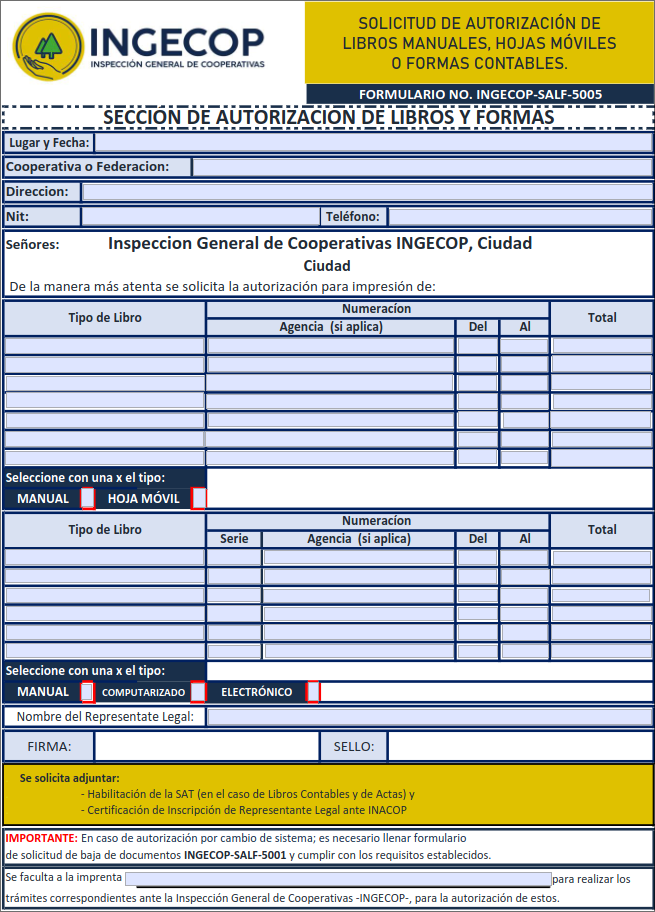 INGECOP
INSPECCIÓN GENERAL DE COOPERATIVAS
SOLICITUD DE AUTORIZACIÓN DE
LIBROS MANUALES, HOJAS MÓVILES
O FORMAS CONTABLES.
FORMULARIO NO. INGECOP-SALF-5005
SECCION DE AUTORIZACION DE LIBROS Y FORMAS
Lugar y Fecha:
Cooperativa o Federacion:
Direccion:
Nit: Teléfono:
Señores: Inspeccion General de Cooperativas INGECOP, Ciudad
Ciudad
De la manera más atenta se solicita la autorización para impresión de:
Tipo de Libro Numeracíon Total
Agencia (si aplica) Del Al
Seleccione con una x el tipo:
MANUAL HOJA MÓVIL
Tipo de Libro Numeracíon Total
Serie Agencia (si aplica) Del Al
Seleccione con una x el tipo:
MANUAL COMPUTARIZADO ELECTRÓNICO
Nombre del Representate Legal:
FIRMA: SELLO:
Se solicita adjuntar:
- Habilitación de la SAT (en el caso de Libros Contables y de Actas) y
- Certificación de Inscripción de Representante Legal ante INACOP
IMPORTANTE: En caso de autorización por cambio de sistema; es necesario llenar formulario
de solicitud de baja de documentos INGECOP-SALF-5001 y cumplir con los requisitos establecidos.
Se faculta a la imprenta para realizar los
trámites correspondientes ante la Inspección General de Cooperativas -INGECOP-, para la autorización de estos.